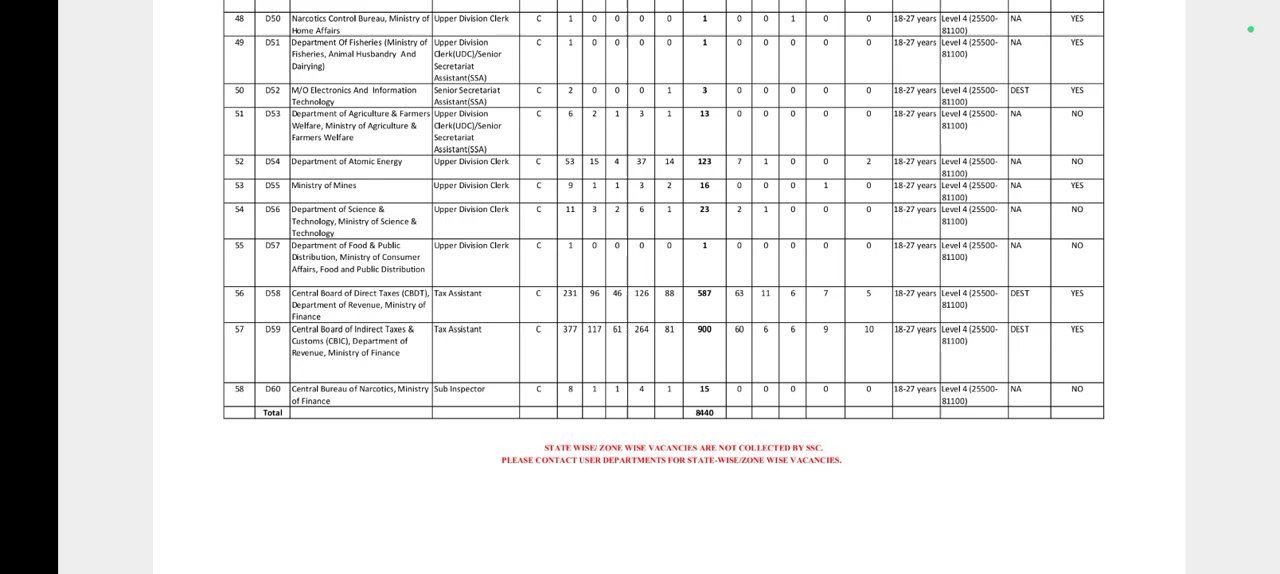 48 D50 Narcotics Control Bureau, Ministry of Upper Division Clerk C 1 0 0 0 0 1 0 0 1 0 0 18-27 years Level 4 (25500- NA YES
Home Affairs 81100)
49 D51 Department Of Fisheries (Ministry of Upper Division C 1 0 0 0 0 1 0 0 0 0 0 18-27 years Level 4 (25500- NA YES
Fisheries, Animal Husbandry And Clerk(UDC)/Senior 81100)
Dairying) Secretariat
Assistant(SSA)
50 D52 M/O Electronics And Information Senior Secretariat C 2 0 0 0 1 3 0 0 0 0 0 18-27 years Level 4 (25500- DEST YES
Technology Assistant(SSA) 81100)
51 D53 Department of Agriculture & Farmers Upper Division C 6 2 1 3 1 13 0 0 0 0 0 18-27 years Level 4 (25500- NA NO
Welfare, Ministry of Agriculture & Clerk(UDC)/Senior 81100)
Farmers Welfare Secretariat
Assistant(SSA)
52 D54 Department of Atomic Energy Upper Division Clerk C 53 15 4 37 14 123 7 1 0 0 2 18-27 years Level 4 (25500- NA NO
81100)
53 D55 Ministry of Mines Upper Division Clerk C 9 1 1 3 2 16 0 0 0 1 0 18-27 years Level 4 (25500- NA YES
81100)
54 D56 Department of Science & Upper Division Clerk C 11 3 2 6 1 23 2 1 0 0 0 18-27 years Level 4 (25500- NA NO
Technology, Ministry of Science & 81100)
Technology
55 D57 Department of Food & Public Upper Division Clerk C 1 0 0 0 0 1 0 0 0 0 0 18-27 years Level 4 (25500- NA NO
Distribution, Ministry of Consumer 81100)
Affairs, Food and Public Distribution
56 D58 Central Board of Direct Taxes (CBDT), Tax Assistant C 231 96 46 126 88 587 63 11 6 7 5 18-27 years Level 4 (25500- DEST YES
Department of Revenue, Ministry of 81100)
Finance
57 D59 Central Board of Indirect Taxes & Tax Assistant C 377 117 61 264 81 900 60 6 6 9 10 18-27 years Level 4 (25500- DEST YES
Customs (CBIC), Department of 81100)
Revenue, Ministry of Finance
58 D60 Central Bureau of Narcotics, Ministry Sub Inspector C 8 1 1 4 1 15 0 0 0 0 0 18-27 years Level 4 (25500- NA NO
of Finance 81100)
Total 8440
STATE WISE/ ZONE WISE VACANCIES ARE NOT COLLECTED BY SSC.
PLEASE CONTACT USER DEPARTMENTS FOR STATE-WISE/ZONE WISE VACANCIES.